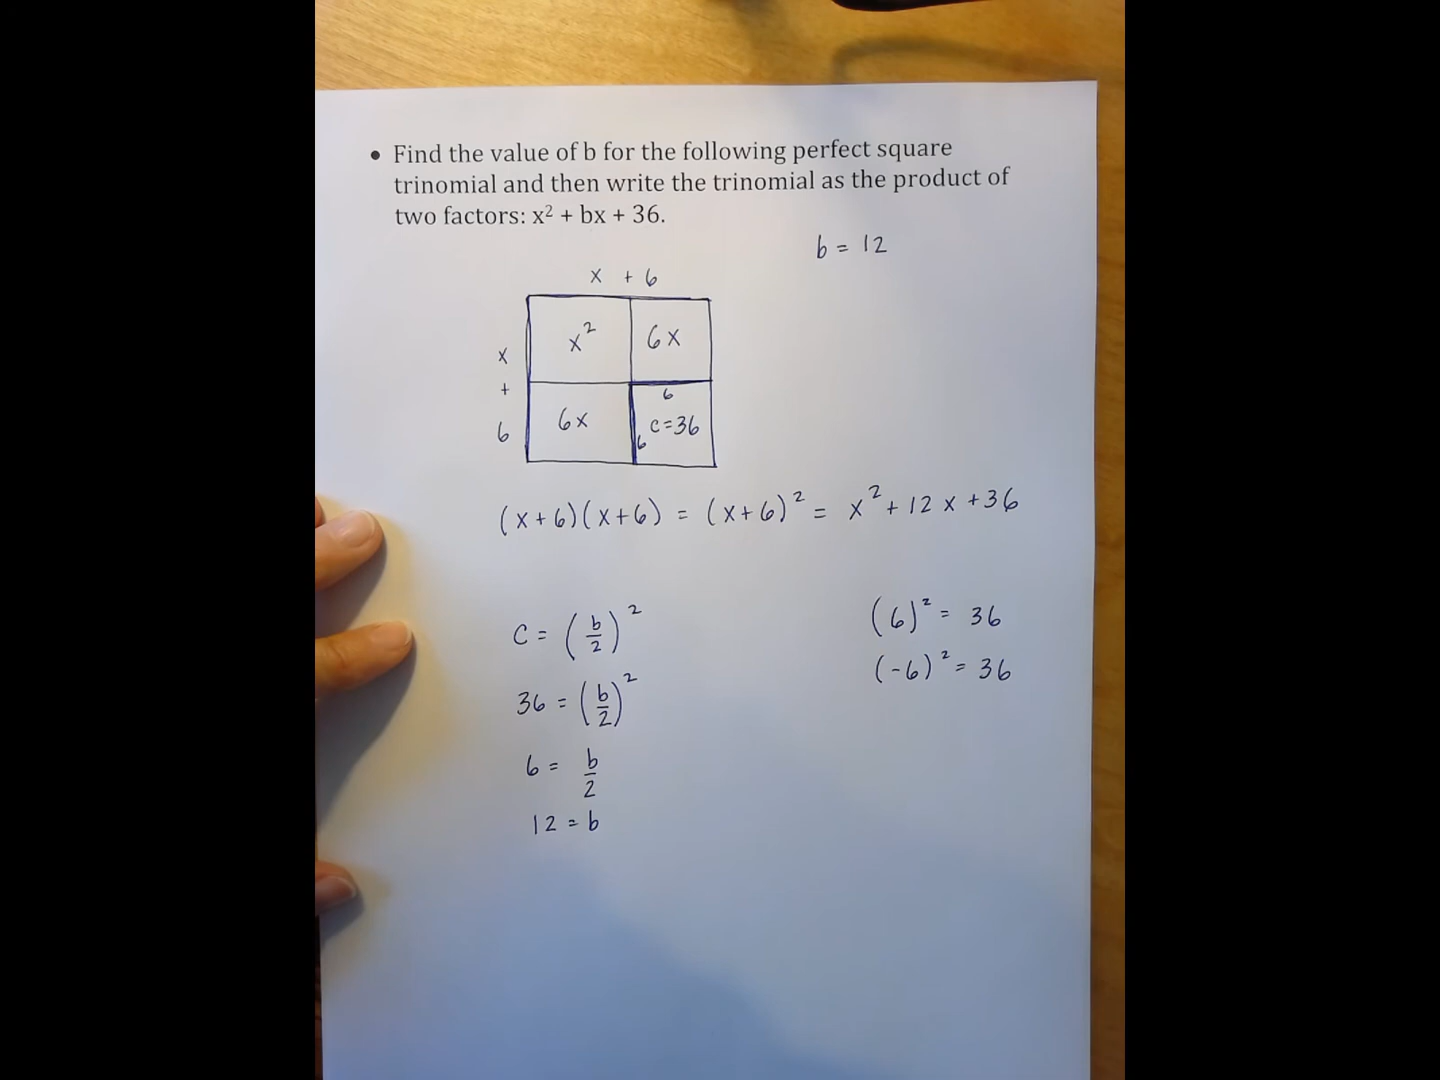 • Find the value of b for the following perfect square
trinomial and then write the trinomial as the product of
two factors: x² + bx + 36.
b = 12
x + 6
x
+
6
x²
6x
6x
6
6
c=36
(x+6)(x+6) = (x+6)² = x² + 12x + 36
c = (b/2)²
36 = (b/2)²
6 = b/2
12 = b
(6)² = 36
(-6)² = 36